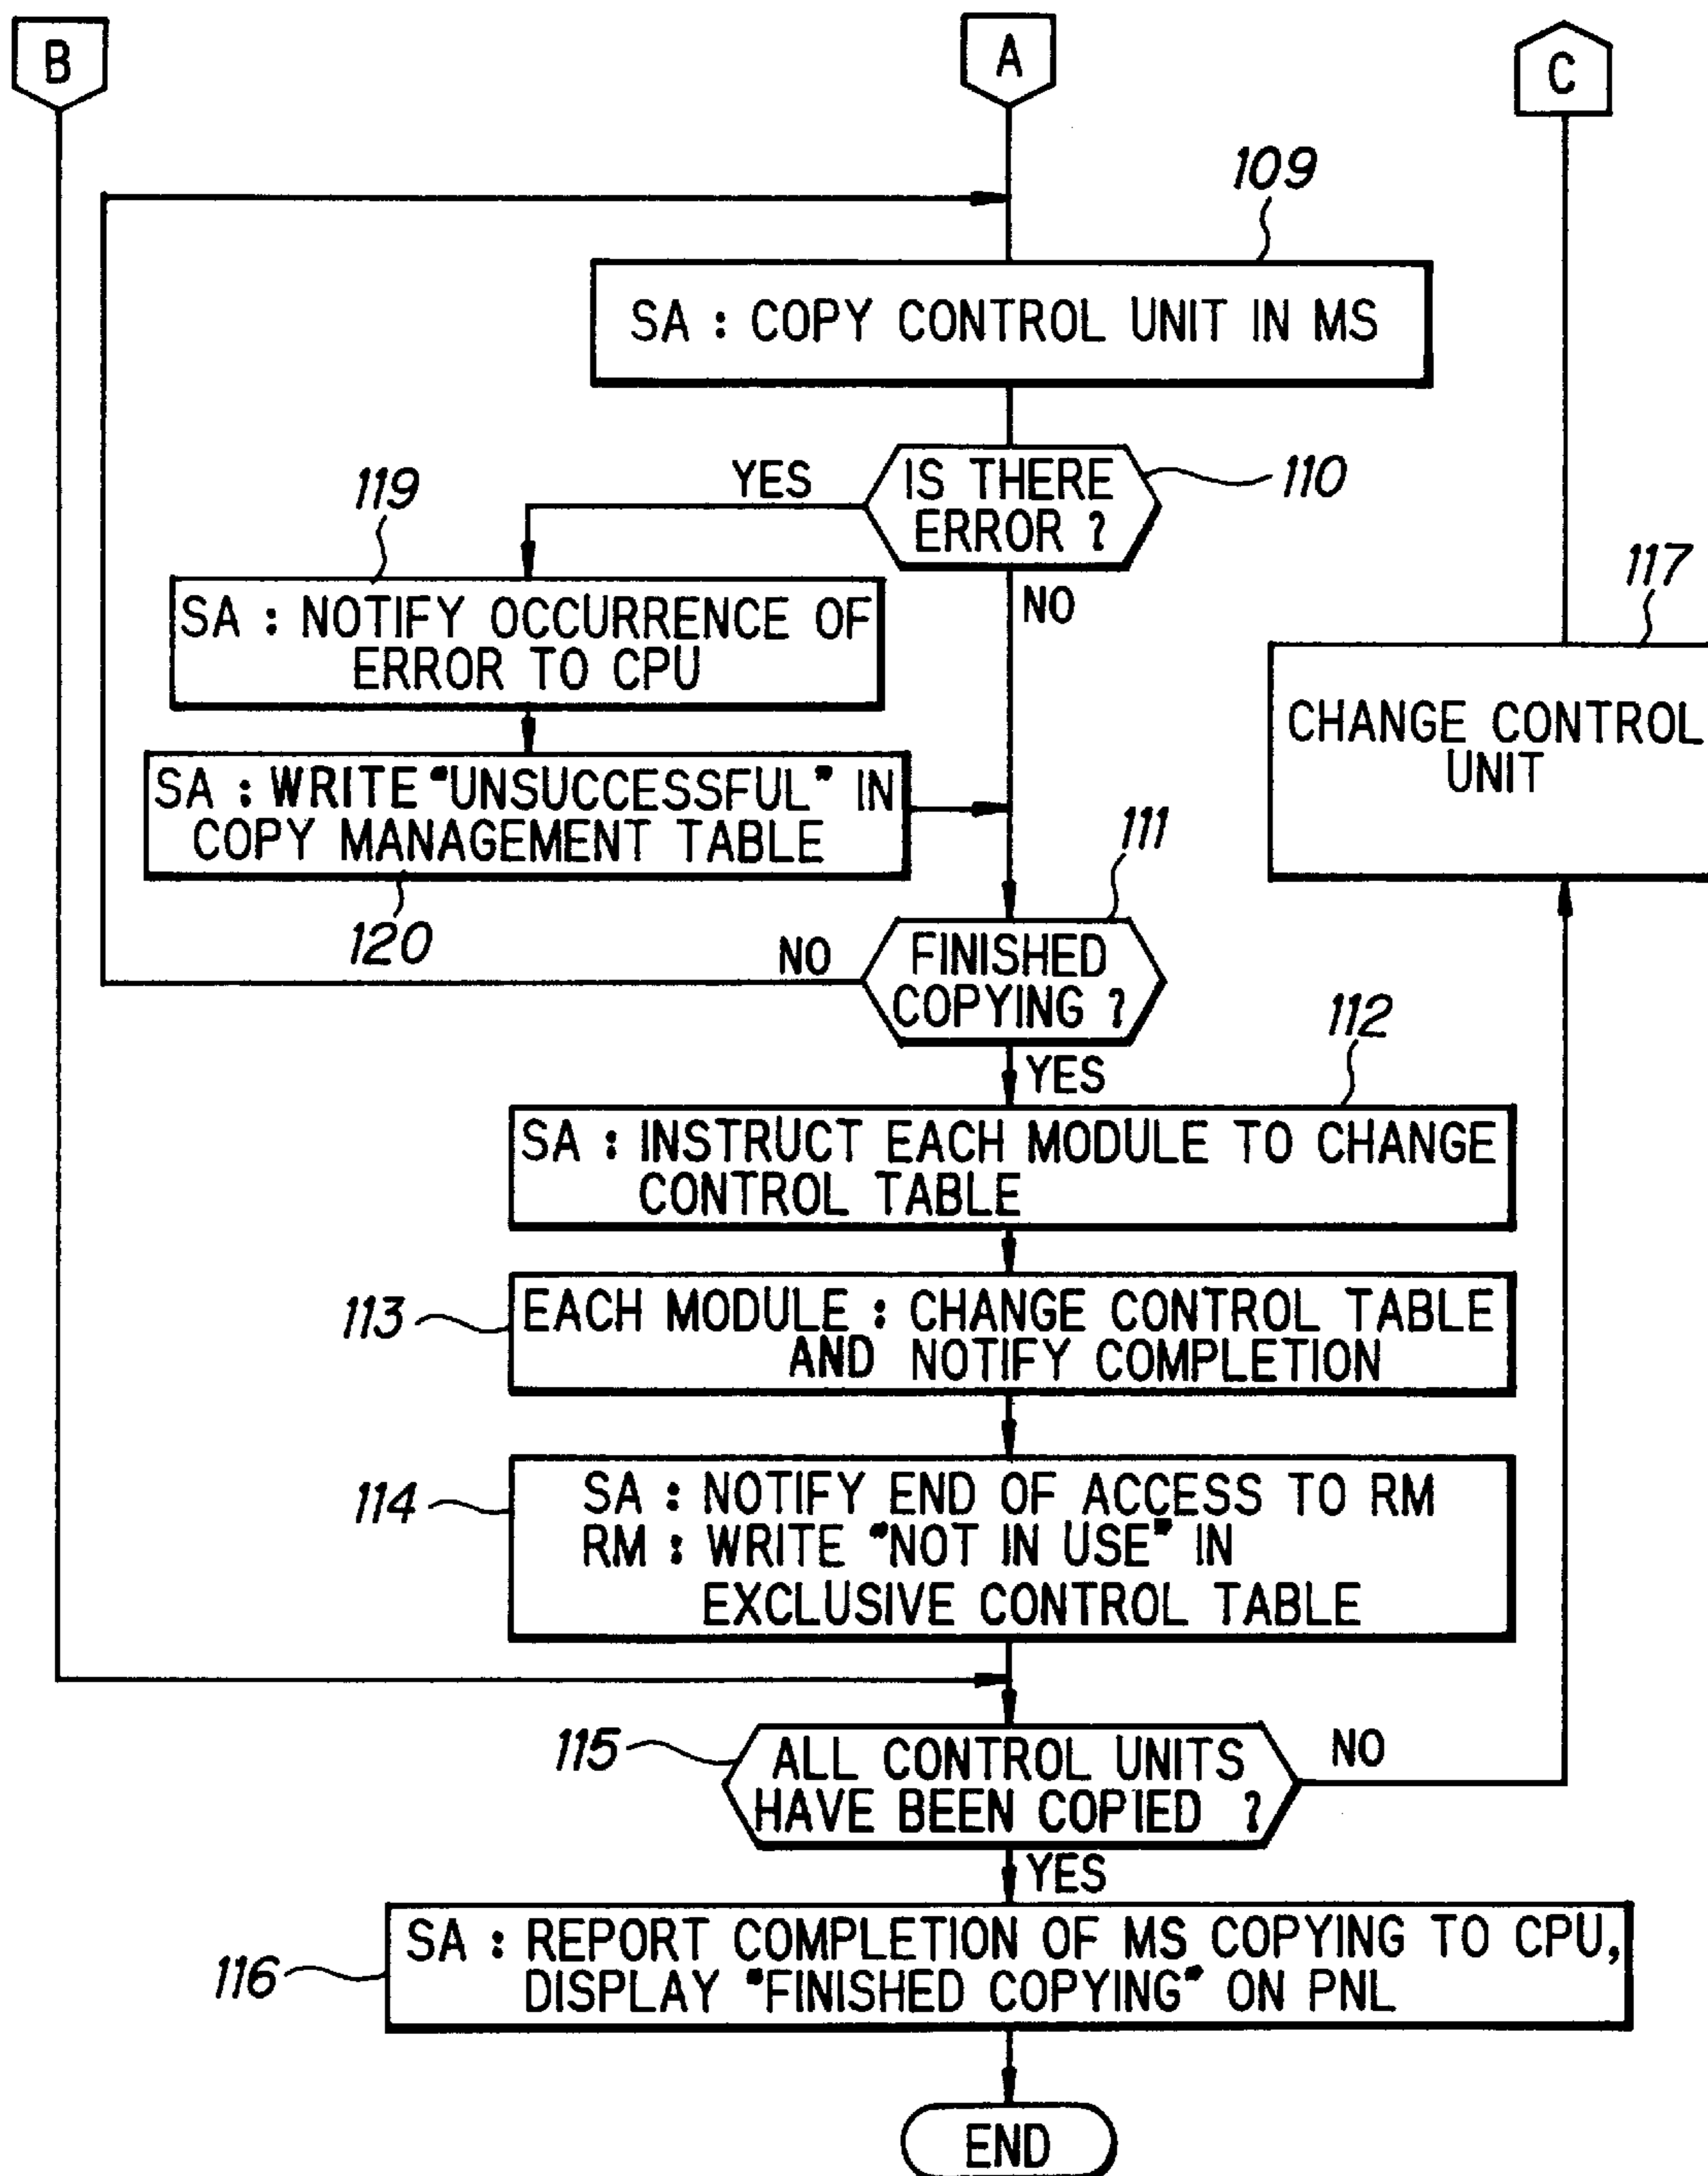 B
A
C
109
SA : COPY CONTROL UNIT IN MS
YES
IS THERE
ERROR ?
110
119
NO
117
SA : NOTIFY OCCURRENCE OF
ERROR TO CPU
CHANGE CONTROL
UNIT
SA : WRITE "UNSUCCESSFUL" IN
COPY MANAGEMENT TABLE
120
111
NO
FINISHED
COPYING ?
112
YES
SA : INSTRUCT EACH MODULE TO CHANGE
CONTROL TABLE
113
EACH MODULE : CHANGE CONTROL TABLE
AND NOTIFY COMPLETION
114
SA : NOTIFY END OF ACCESS TO RM
RM : WRITE "NOT IN USE" IN
EXCLUSIVE CONTROL TABLE
115
ALL CONTROL UNITS
HAVE BEEN COPIED ?
NO
YES
116
SA : REPORT COMPLETION OF MS COPYING TO CPU,
DISPLAY "FINISHED COPYING" ON PNL
END